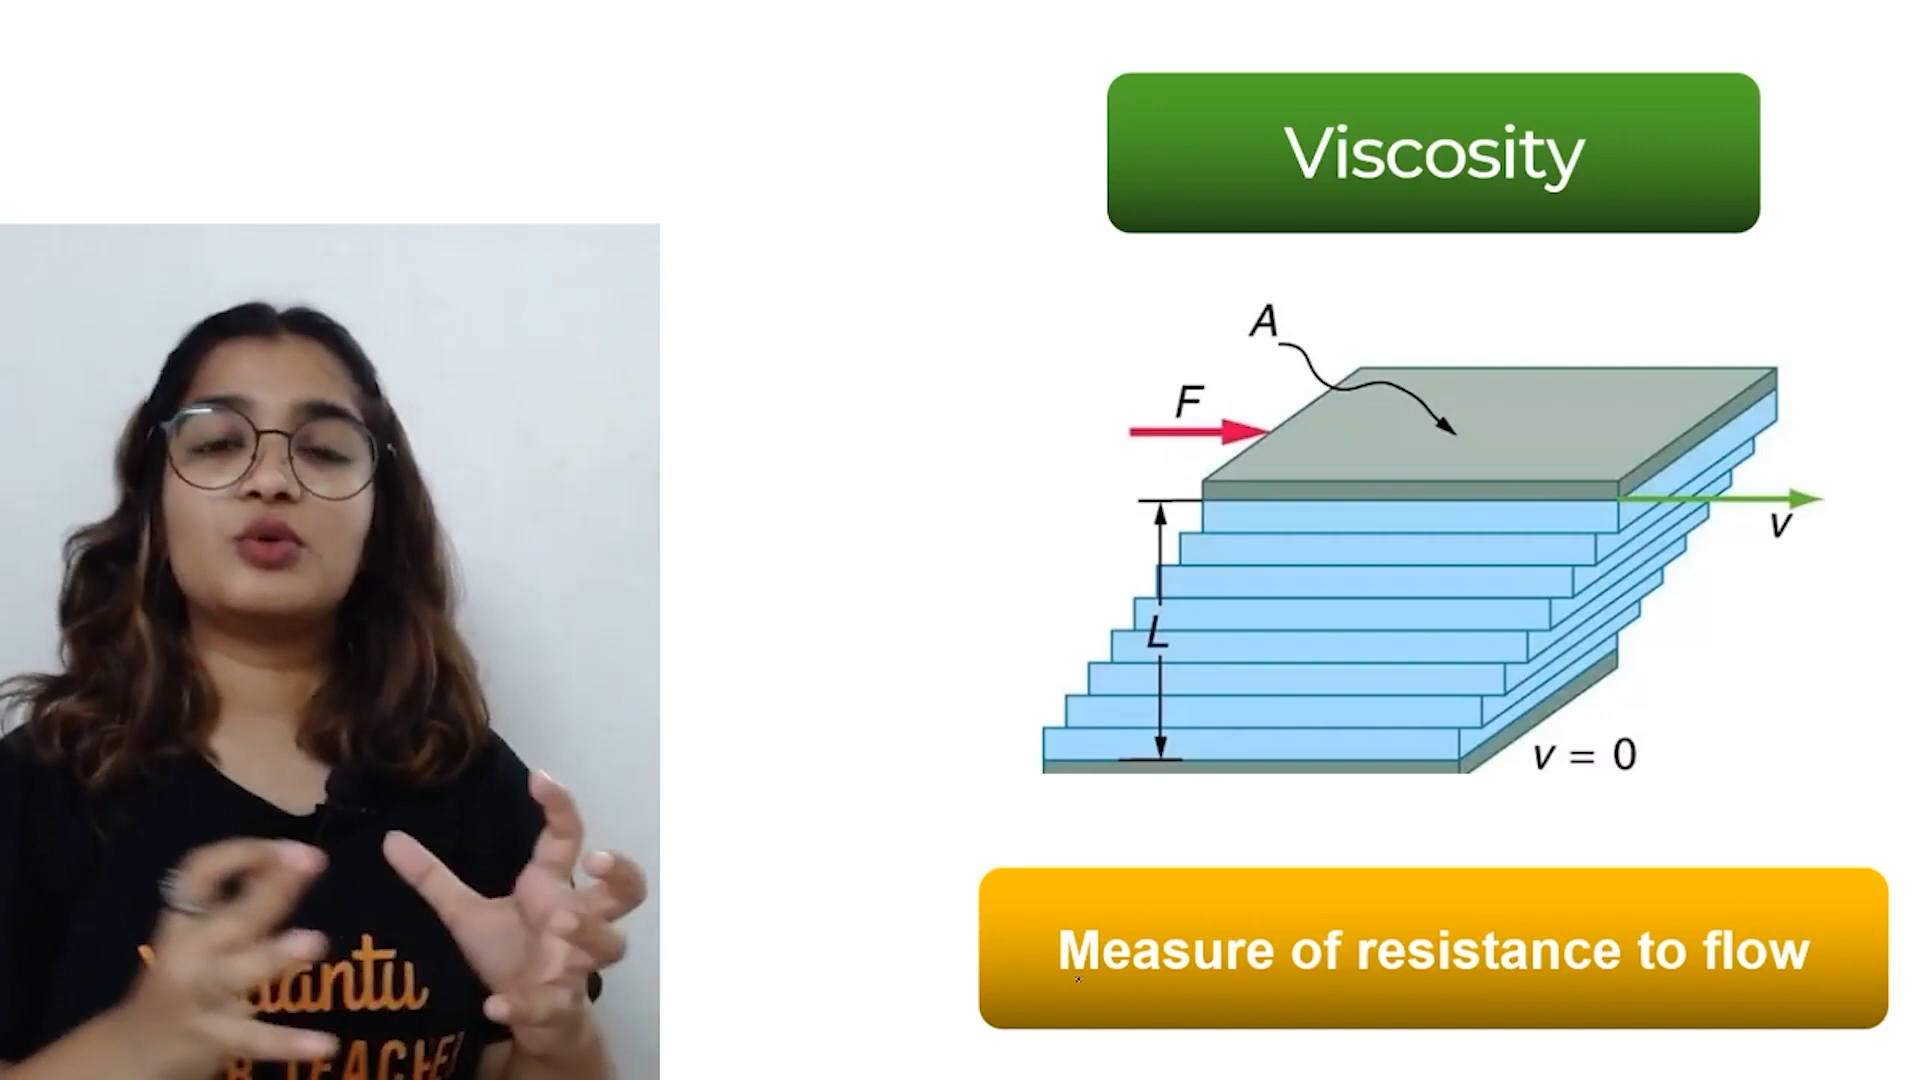 Viscosity
A
F
v
L
v = 0
Measure of resistance to flow